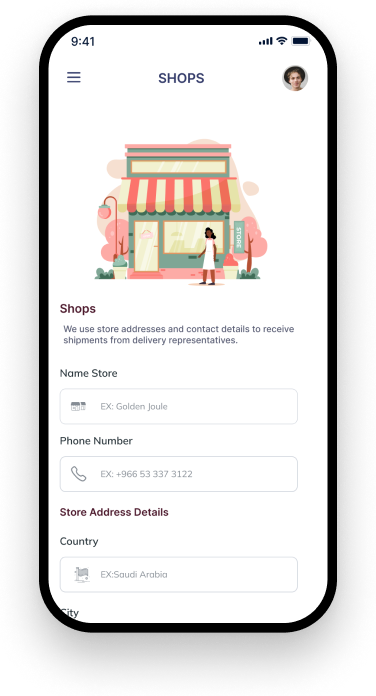 9:41
SHOPS
STORE
Shops
We use store addresses and contact details to receive
shipments from delivery representatives.
Name Store
EX: Golden Joule
Phone Number
EX: +966 53 337 3122
Store Address Details
Country
EX:Saudi Arabia
City